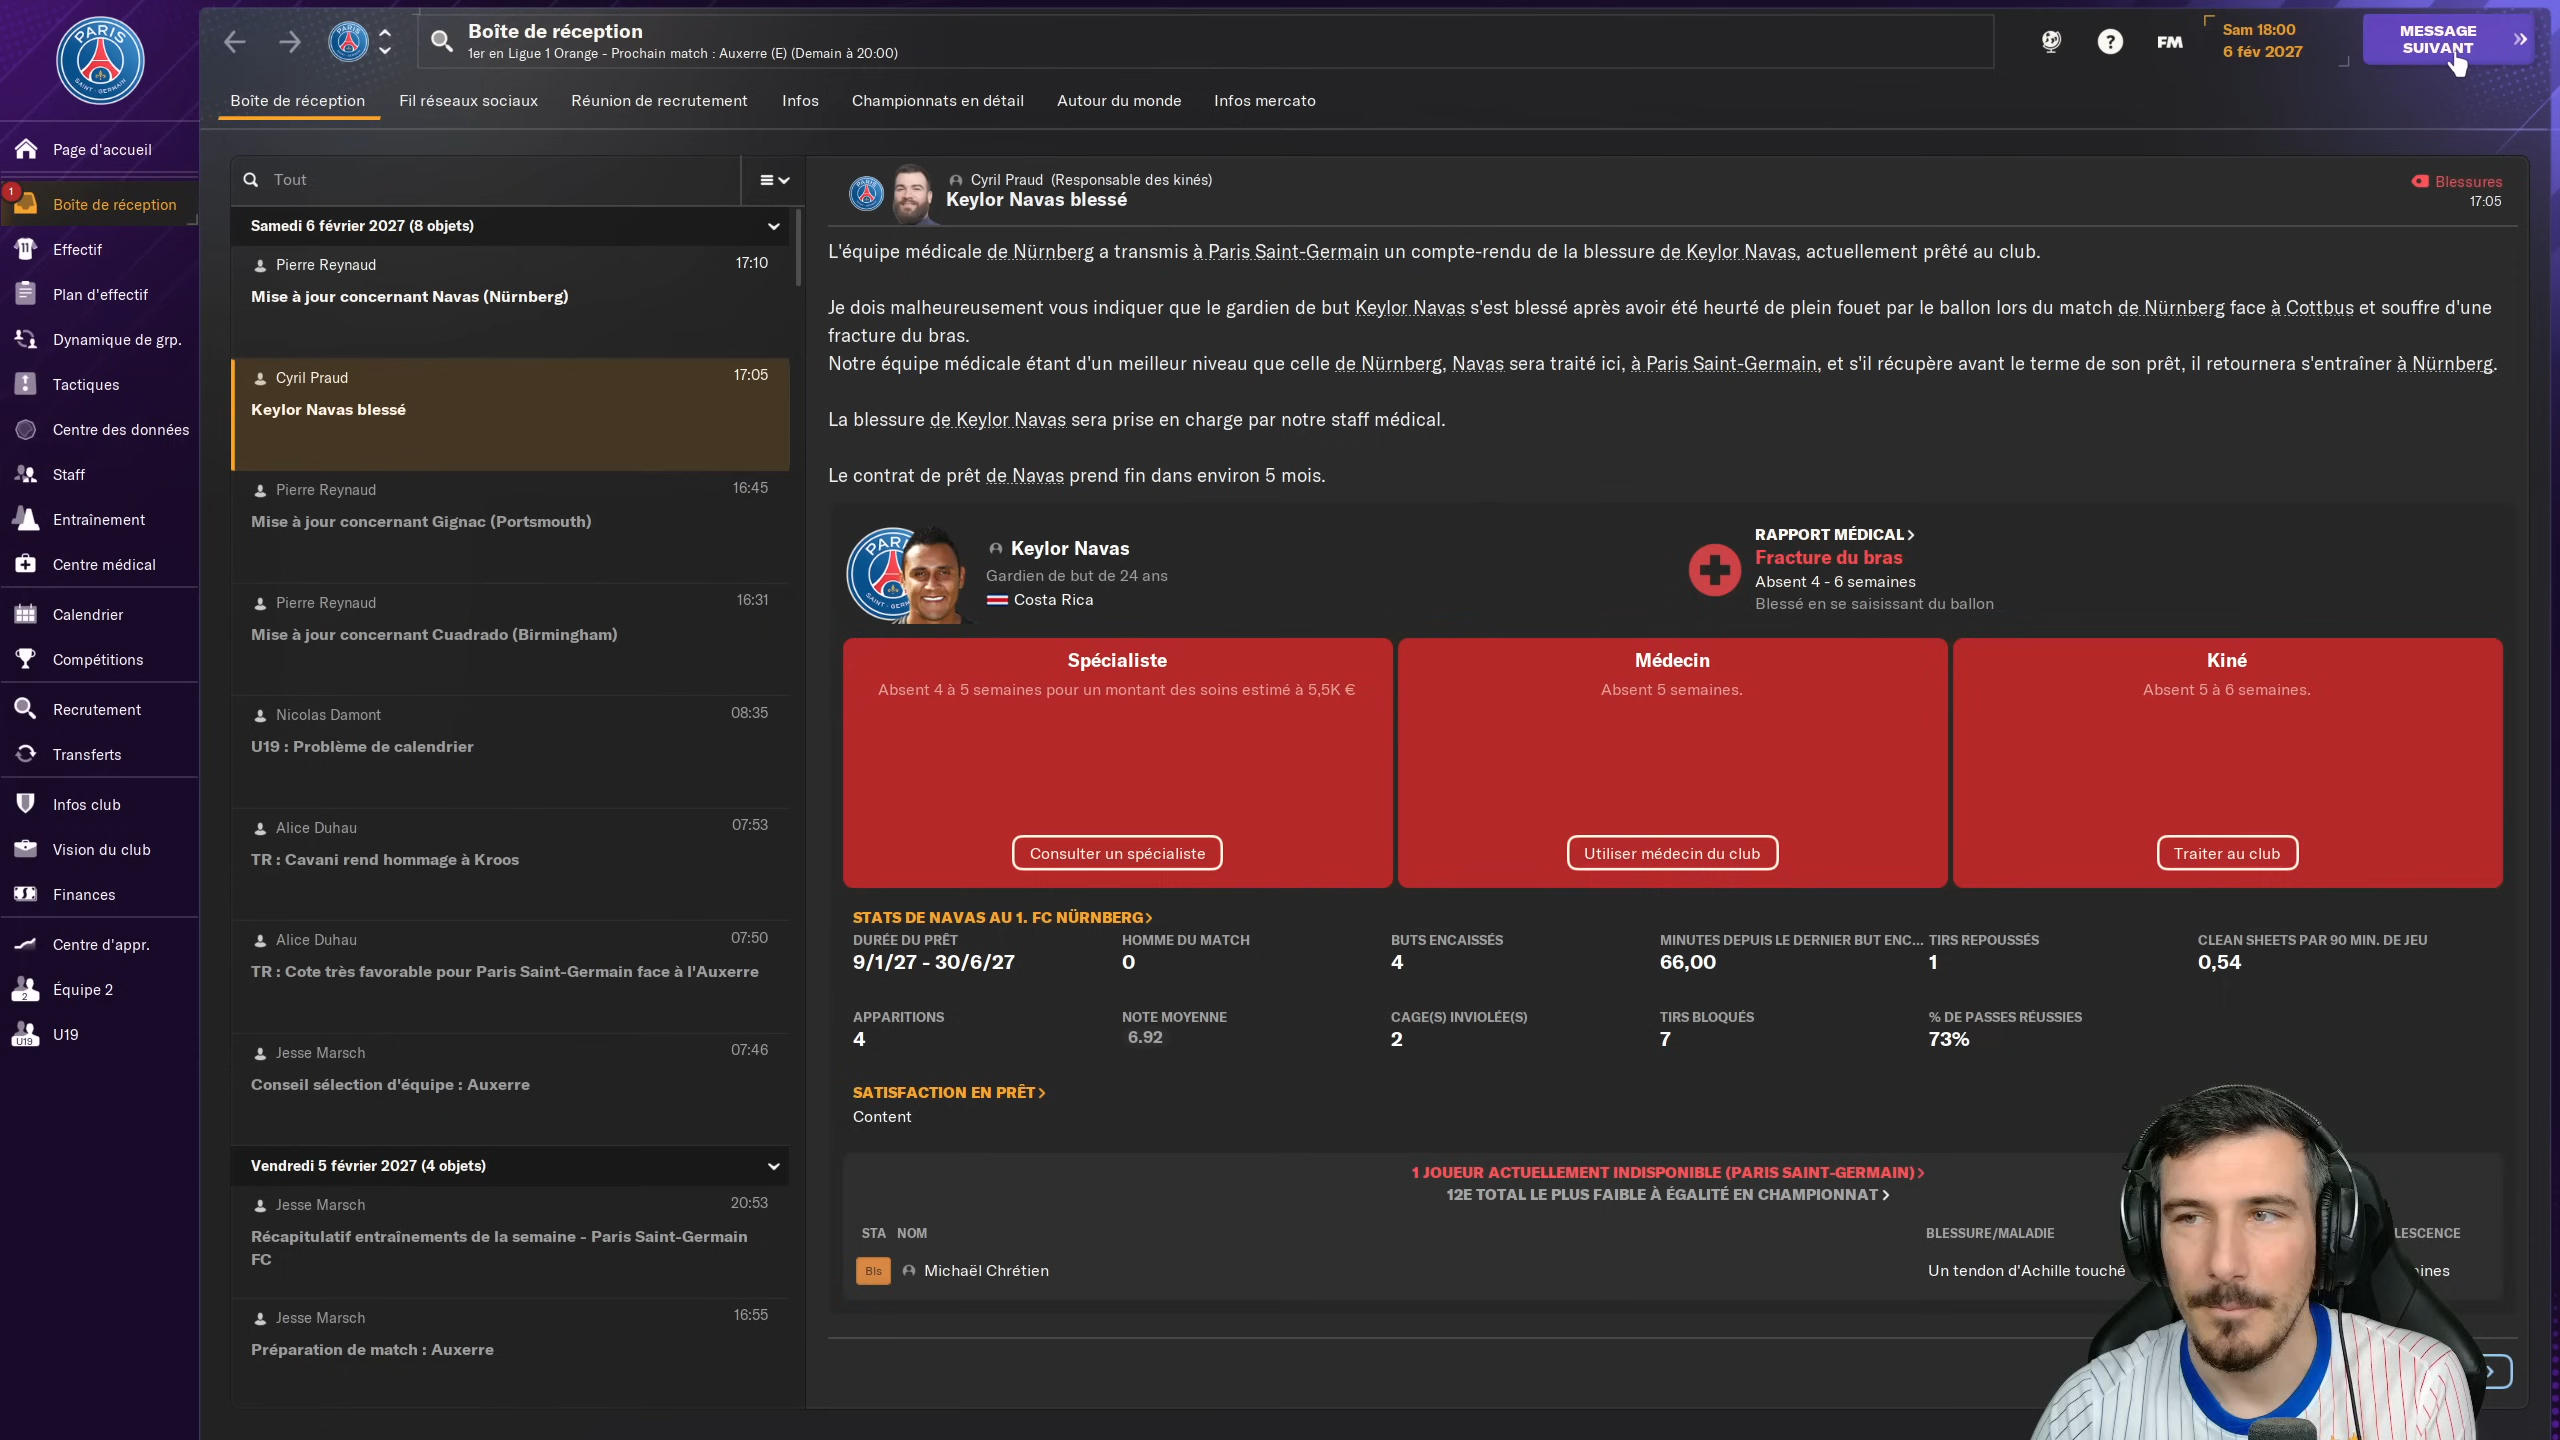 Boîte de réception
1er en Ligue 1 Orange - Prochain match : Auxerre (E) (Demain à 20:00)
FM
Sam 18:00
6 fév 2027
MESSAGE
SUIVANT
Boîte de réception
Fil réseaux sociaux
Réunion de recrutement
Infos
Championnats en détail
Autour du monde
Infos mercato
Page d'accueil
1
Boîte de réception
Effectif
Plan d'effectif
Dynamique de grp.
Tactiques
Centre des données
Staff
Entraînement
Centre médical
Calendrier
Compétitions
Recrutement
Transferts
Infos club
Vision du club
Finances
Centre d'appr.
Équipe 2
U19
Tout
Samedi 6 février 2027 (8 objets)
Pierre Reynaud 17:10
Mise à jour concernant Navas (Nürnberg)
Cyril Praud 17:05
Keylor Navas blessé
Pierre Reynaud 16:45
Mise à jour concernant Gignac (Portsmouth)
Pierre Reynaud 16:31
Mise à jour concernant Cuadrado (Birmingham)
Nicolas Damont 08:35
U19 : Problème de calendrier
Alice Duhau 07:53
TR : Cavani rend hommage à Kroos
Alice Duhau 07:50
TR : Cote très favorable pour Paris Saint-Germain face à l'Auxerre
Jesse Marsch 07:46
Conseil sélection d'équipe : Auxerre
Vendredi 5 février 2027 (4 objets)
Jesse Marsch 20:53
Récapitulatif entraînements de la semaine - Paris Saint-Germain
FC
Jesse Marsch 16:55
Préparation de match : Auxerre
Cyril Praud (Responsable des kinés)
Keylor Navas blessé
Blessures
17:05
L'équipe médicale de Nürnberg a transmis à Paris Saint-Germain un compte-rendu de la blessure de Keylor Navas, actuellement prêté au club.
Je dois malheureusement vous indiquer que le gardien de but Keylor Navas s'est blessé après avoir été heurté de plein fouet par le ballon lors du match de Nürnberg face à Cottbus et souffre d'une
fracture du bras.
Notre équipe médicale étant d'un meilleur niveau que celle de Nürnberg, Navas sera traité ici, à Paris Saint-Germain, et s'il récupère avant le terme de son prêt, il retournera s'entraîner à Nürnberg.
La blessure de Keylor Navas sera prise en charge par notre staff médical.
Le contrat de prêt de Navas prend fin dans environ 5 mois.
Keylor Navas
Gardien de but de 24 ans
Costa Rica
RAPPORT MÉDICAL
Fracture du bras
Absent 4 - 6 semaines
Blessé en se saisissant du ballon
Spécialiste
Absent 4 à 5 semaines pour un montant des soins estimé à 5,5K €
Consulter un spécialiste
Médecin
Absent 5 semaines.
Utiliser médecin du club
Kiné
Absent 5 à 6 semaines.
Traiter au club
STATS DE NAVAS AU 1. FC NÜRNBERG
DURÉE DU PRÊT HOMME DU MATCH BUTS ENCAISSÉS MINUTES DEPUIS LE DERNIER BUT ENC... TIRS REPOUSSÉS CLEAN SHEETS PAR 90 MIN. DE JEU
9/1/27 - 30/6/27 0 4 66,00 1 0,54
APPARITIONS NOTE MOYENNE CAGE(S) INVIOLÉE(S) TIRS BLOQUÉS % DE PASSES RÉUSSIES
4 6.92 2 7 73%
SATISFACTION EN PRÊT
Content
1 JOUEUR ACTUELLEMENT INDISPONIBLE (PARIS SAINT-GERMAIN)
12E TOTAL LE PLUS FAIBLE À ÉGALITÉ EN CHAMPIONNAT
STA NOM BLESSURE/MALADIE LESCENCE
Bls Michaël Chrétien Un tendon d'Achille touché